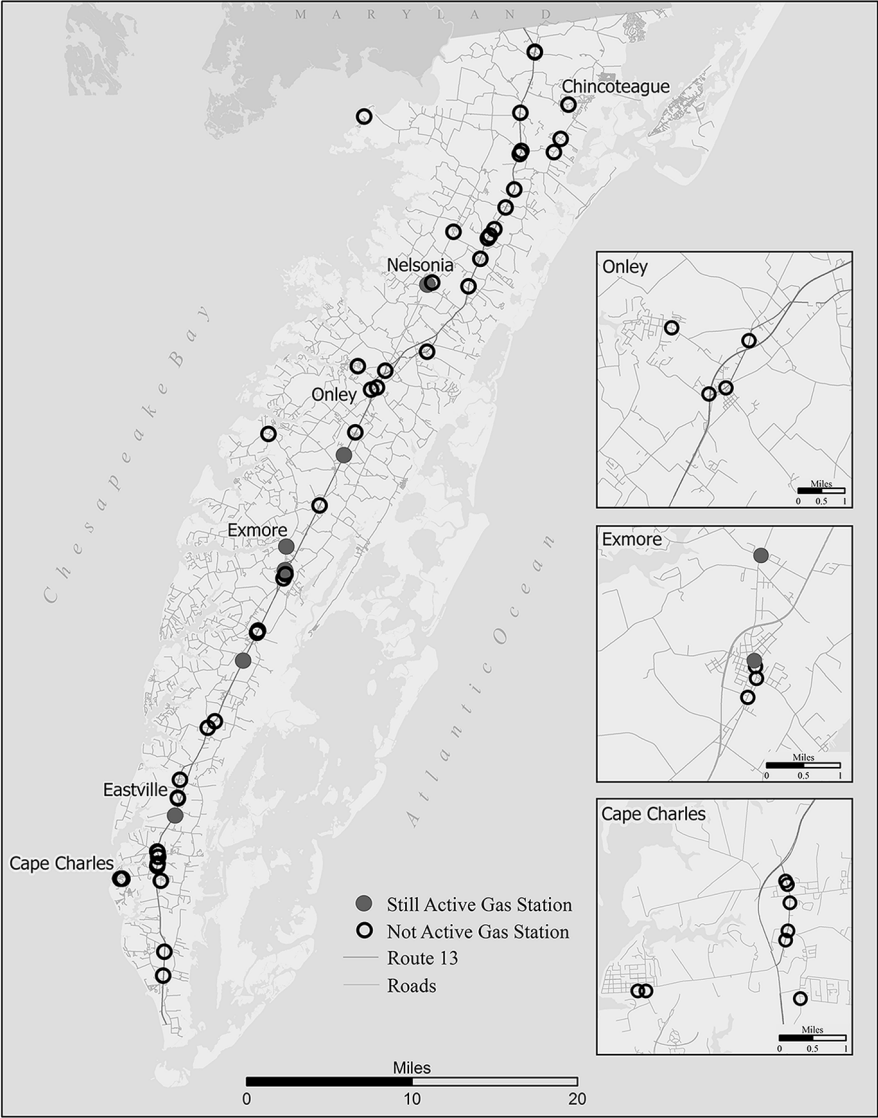 MARYLAND
Chincoteague
Nelsonia
Onley
Exmore
Eastville
Cape Charles
Chesapeake Bay
Atlantic Ocean
Still Active Gas Station
Not Active Gas Station
Route 13
Roads
Miles
0 10 20
Onley
Miles
0 0.5 1
Exmore
Miles
0 0.5 1
Cape Charles
Miles
0 0.5 1